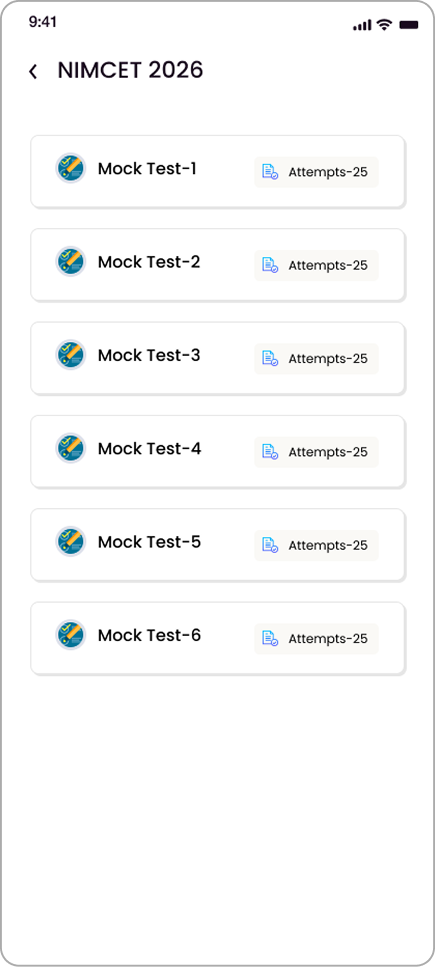 9:41
NIMCET 2026
Mock Test-1 Attempts-25
Mock Test-2 Attempts-25
Mock Test-3 Attempts-25
Mock Test-4 Attempts-25
Mock Test-5 Attempts-25
Mock Test-6 Attempts-25